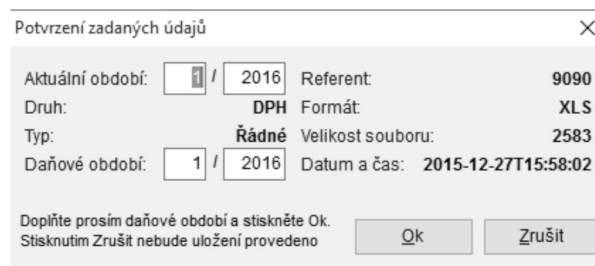 Potvrzení zadaných údajů
Aktuální období: 1 / 2016 Referent: 9090
Druh: DPH Formát: XLS
Typ: Řádné Velikost souboru: 2583
Daňové období: 1 / 2016 Datum a čas: 2015-12-27T15:58:02
Doplňte prosím daňové období a stiskněte Ok.
Stisknutim Zrušit nebude uložení provedeno
Ok Zrušit